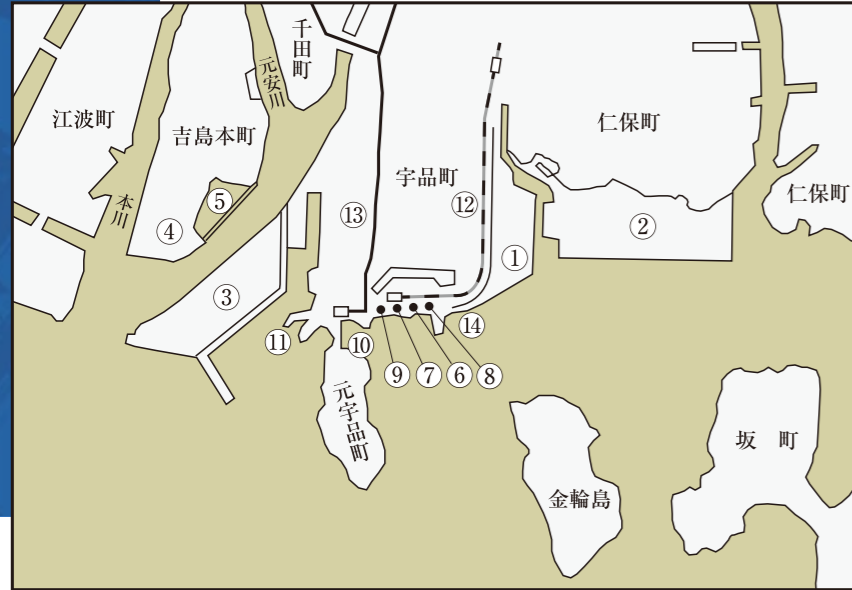 千田町
元安川
江波町
吉島本町
仁保町
宇品町
仁保町
本川
⑤
④
⑬
⑫
②
①
③
⑪
⑩
⑭
⑨
⑦
⑥
⑧
元宇品町
金輪島
坂 町